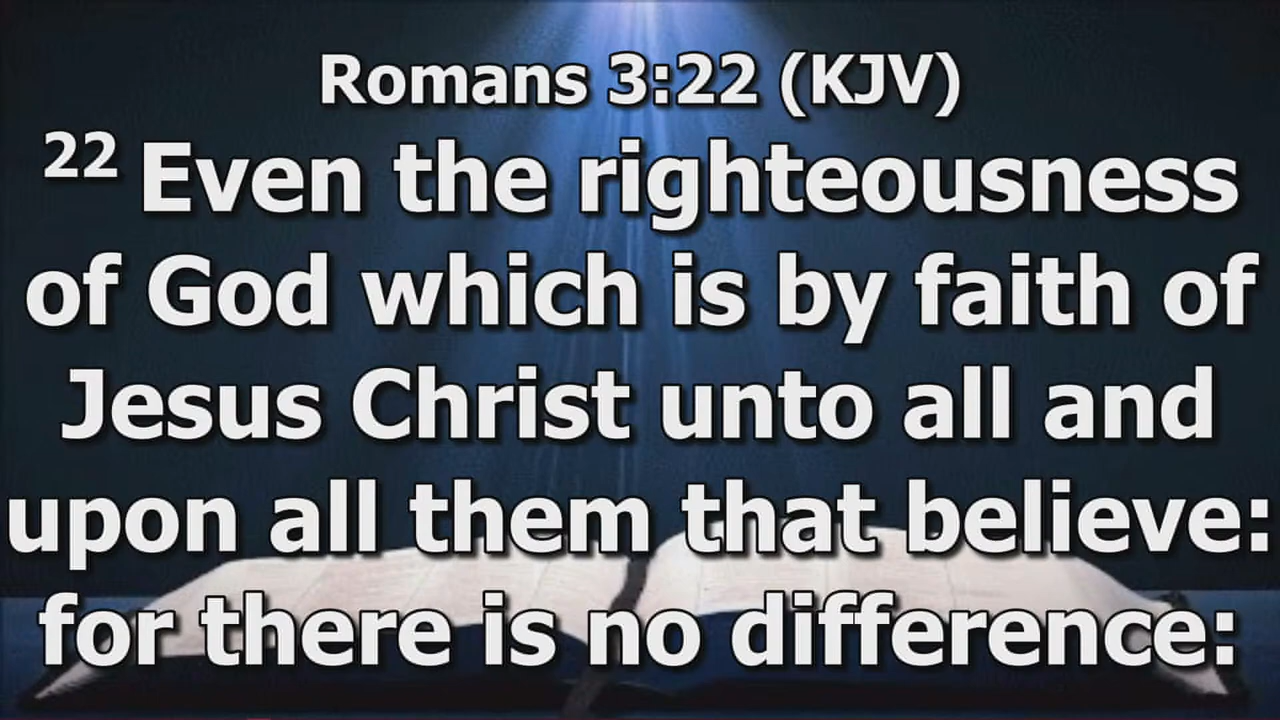 Romans 3:22 (KJV)
22 Even the righteousness
of God which is by faith of
Jesus Christ unto all and
upon all them that believe:
for there is no difference: